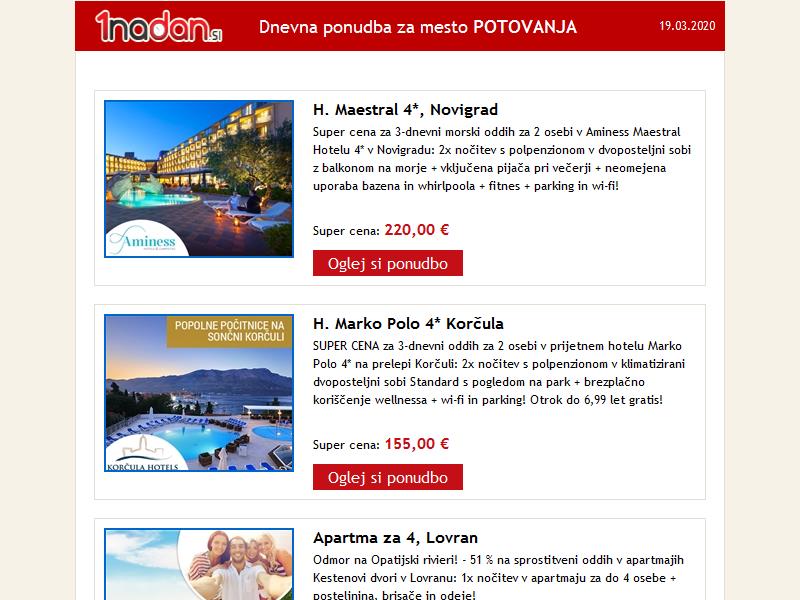 1nadan.si
Dnevna ponudba za mesto POTOVANJA
19.03.2020
H. Maestral 4*, Novigrad
Super cena za 3-dnevni morski oddih za 2 osebi v Aminess Maestral
Hotelu 4* v Novigradu: 2x nočitev s polpenzionom v dvoposteljni sobi
z balkonom na morje + vključena pijača pri večerji + neomejena
uporaba bazena in whirlpoola + fitnes + parking in wi-fi!
Aminess
Super cena: 220,00 €
Oglej si ponudbo
POPOLNE POČITNICE NA
SONČNI KORČULI
KORČULA HOTELS
H. Marko Polo 4* Korčula
SUPER CENA za 3-dnevni oddih za 2 osebi v prijetnem hotelu Marko
Polo 4* na prelepi Korčuli: 2x nočitev s polpenzionom v klimatizirani
dvoposteljni sobi Standard s pogledom na park + brezplačno
koriščenje wellnessa + wi-fi in parking! Otrok do 6,99 let gratis!
Super cena: 155,00 €
Oglej si ponudbo
Apartma za 4, Lovran
Odmor na Opatijski rivieri! - 51 % na sprostitveni oddih v apartmajih
Kestenovi dvori v Lovranu: 1x nočitev v apartmaju za do 4 osebe +
posteljnina, brisače in odeje!